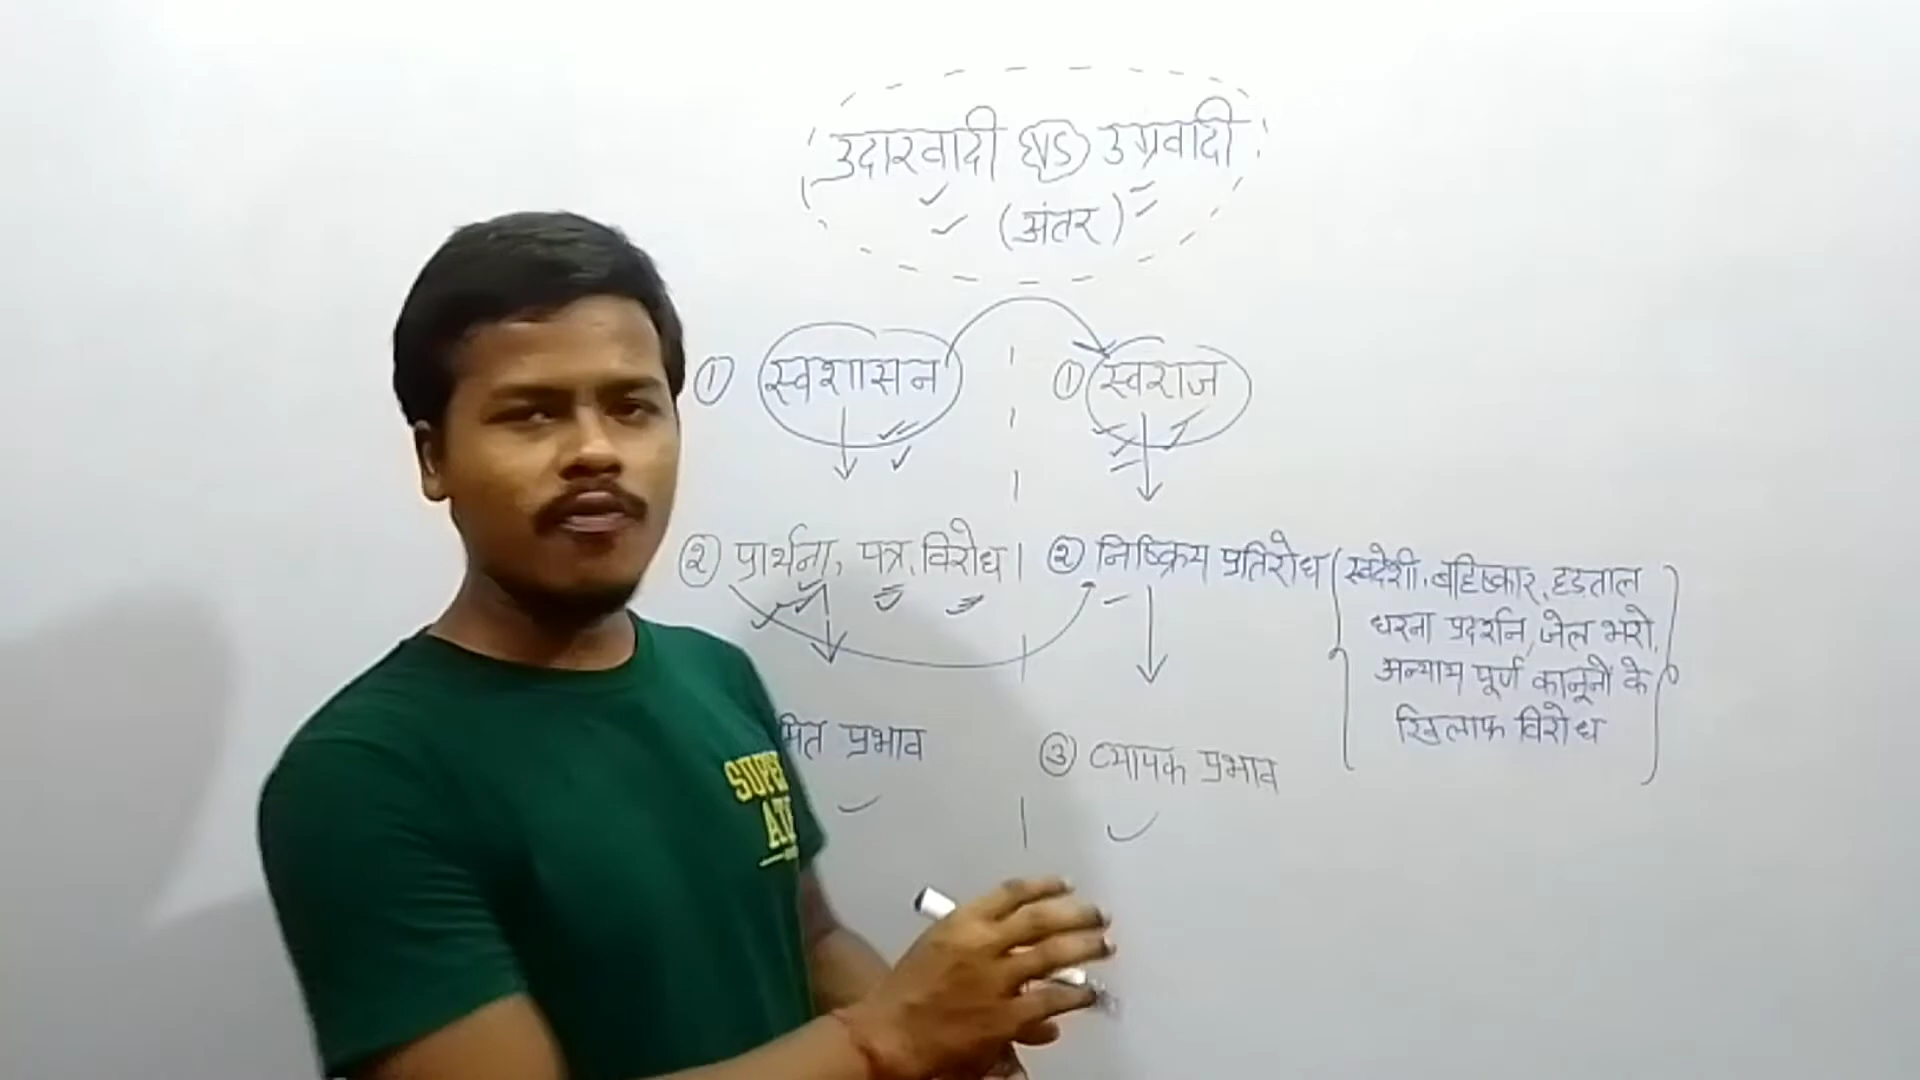 उदारवादी VS उग्रवादी
(अंतर)
① स्वशासन
① स्वराज
② प्रार्थना, पत्र, विरोध
② निष्क्रिय प्रतिरोध (स्वदेशी, बहिष्कार, हड़ताल
धरना प्रदर्शन, जेल भरो,
अन्याय पूर्ण कानूनों के
खिलाफ विरोध
प्रभाव
③ व्यापक प्रभाव